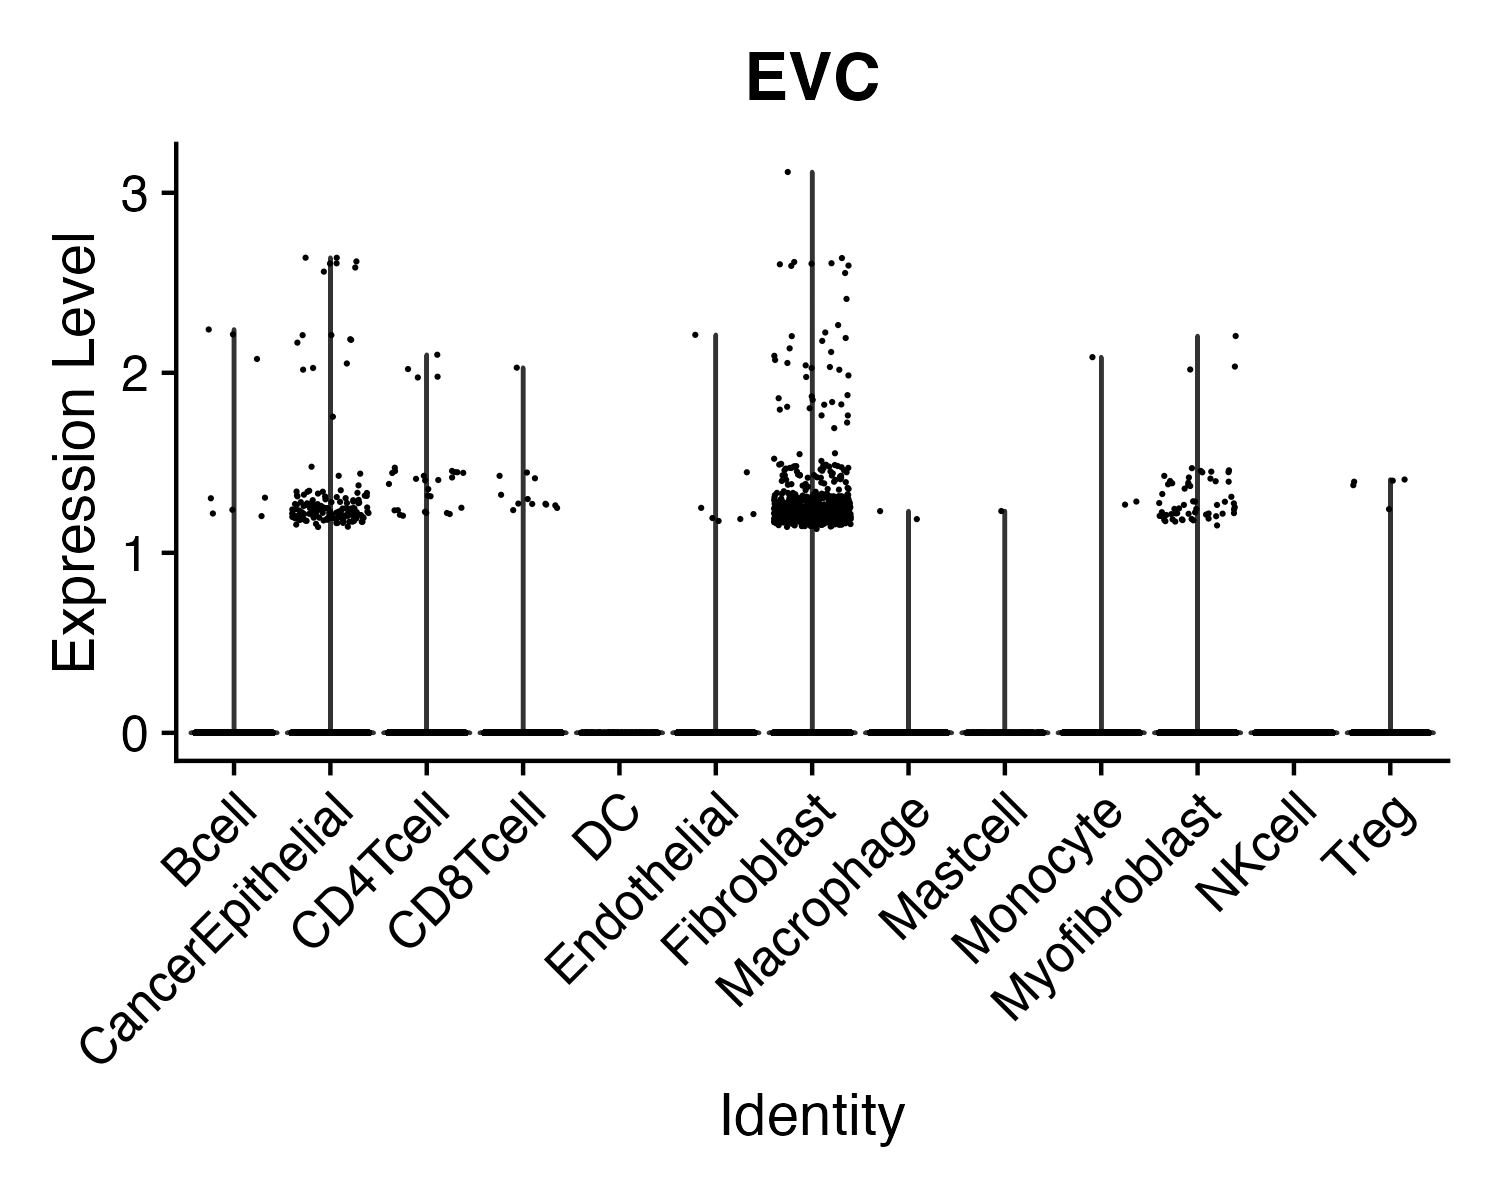 EVC
Expression Level
3
2
1
0
Bcell
CancerEpithelial
CD4Tcell
CD8Tcell
DC
Endothelial
Fibroblast
Macrophage
Mastcell
Monocyte
Myofibroblast
NKcell
Treg
Identity